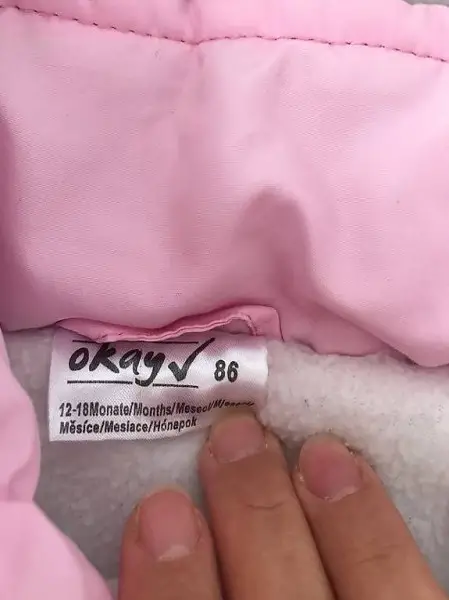 okay✓ 86
12-18Monate/Months/Meseci/
Měsíce/Mesiace/Hónapok